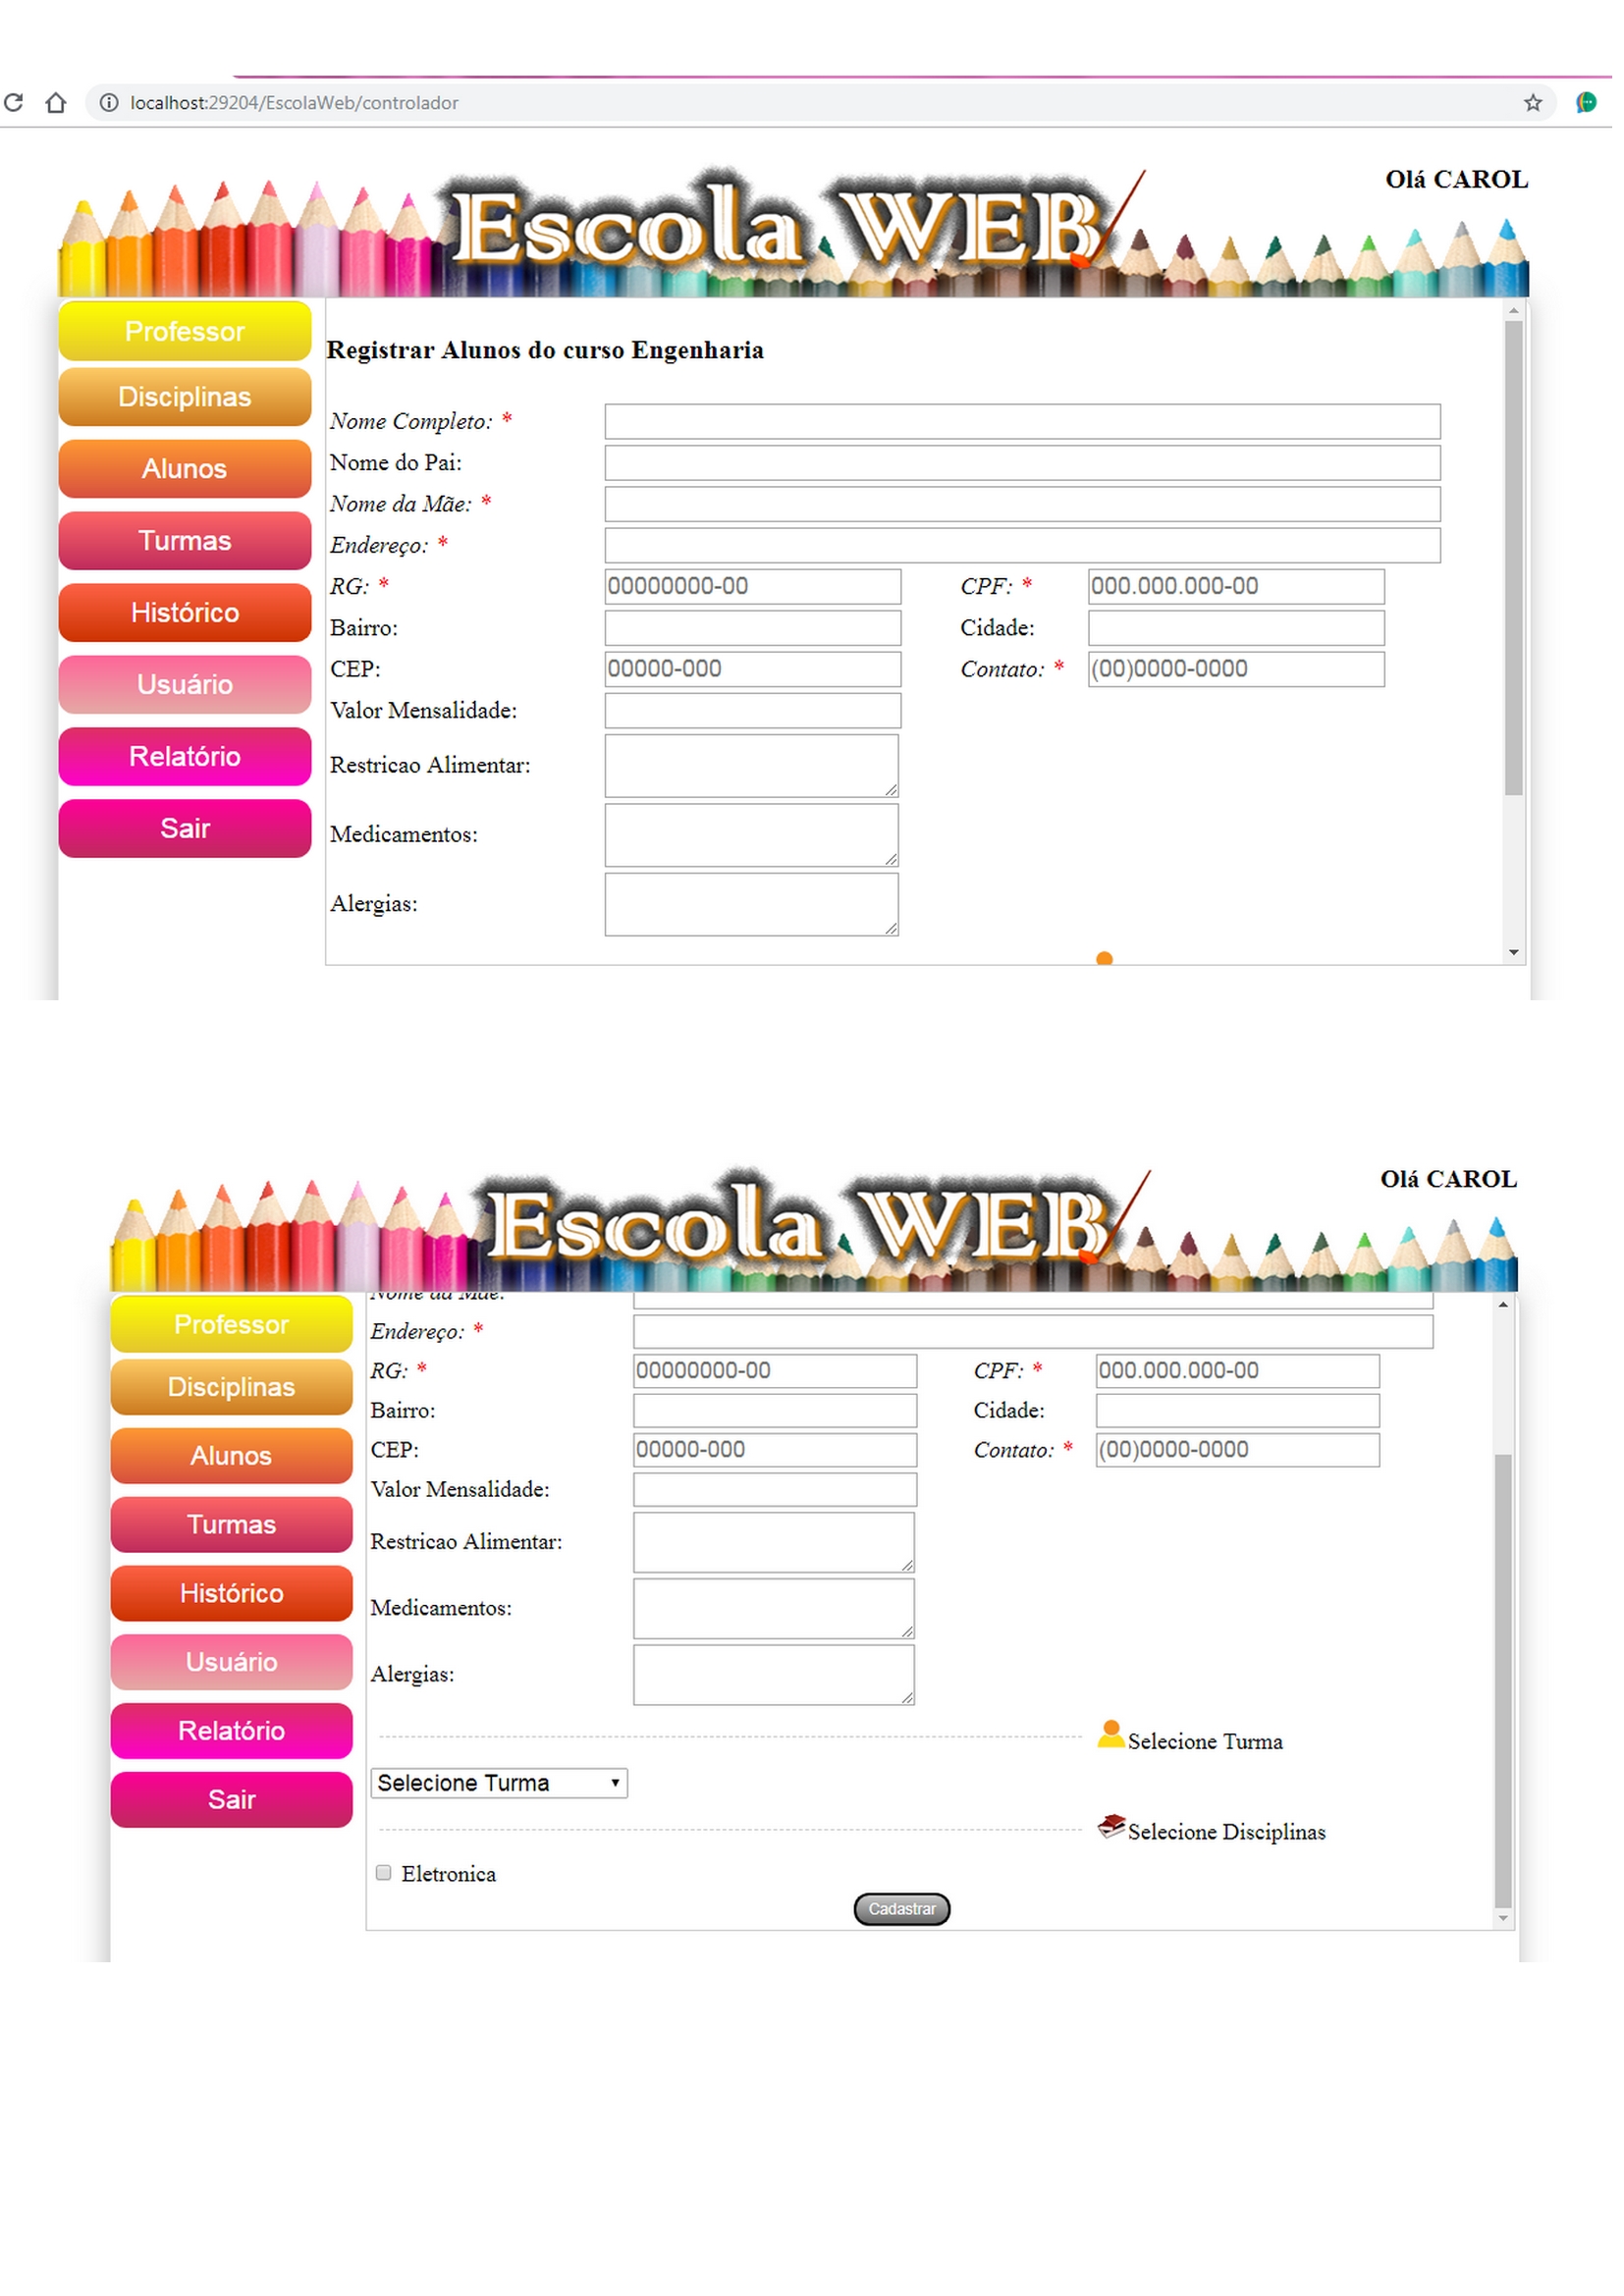 localhost:29204/EscolaWeb/controlador
Olá CAROL
Escola WEB
Professor
Disciplinas
Alunos
Turmas
Histórico
Usuário
Relatório
Sair
Registrar Alunos do curso Engenharia
Nome Completo: *
Nome do Pai:
Nome da Mãe: *
Endereço: *
RG: * 00000000-00 CPF: * 000.000.000-00
Bairro: Cidade:
CEP: 00000-000 Contato: * (00)0000-0000
Valor Mensalidade:
Restricao Alimentar:
Medicamentos:
Alergias:
Olá CAROL
Escola WEB
Professor
Disciplinas
Alunos
Turmas
Histórico
Usuário
Relatório
Sair
Nome da Mãe:
Endereço: *
RG: * 00000000-00 CPF: * 000.000.000-00
Bairro: Cidade:
CEP: 00000-000 Contato: * (00)0000-0000
Valor Mensalidade:
Restricao Alimentar:
Medicamentos:
Alergias:
Selecione Turma
Selecione Turma
Selecione Disciplinas
Eletronica
Cadastrar